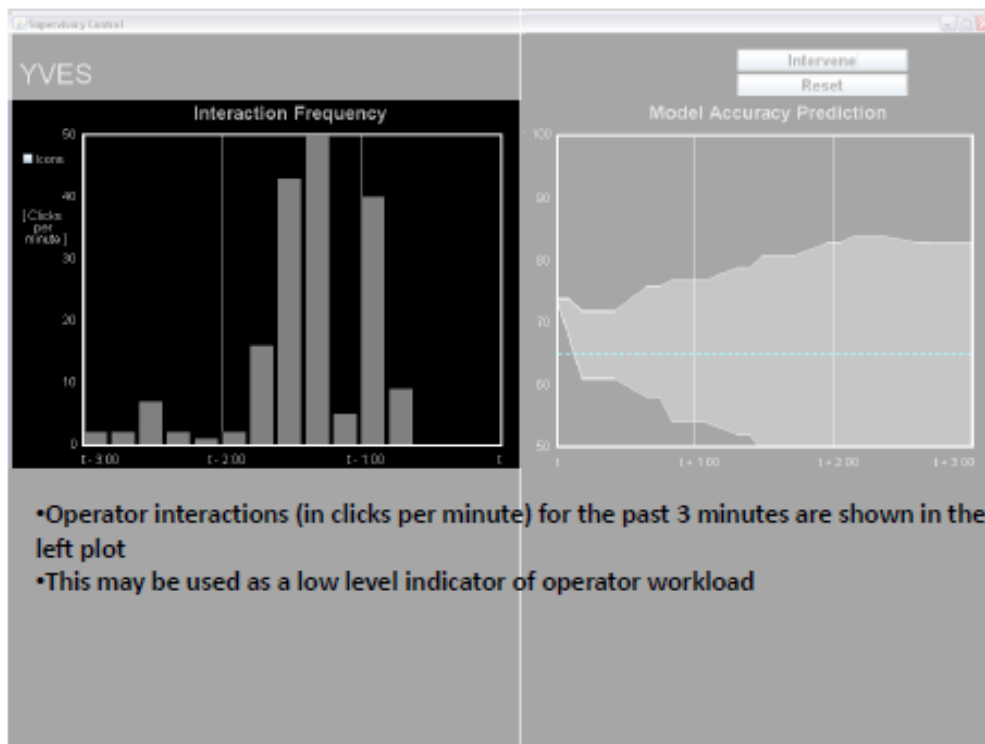 Supervisory Control
YVES
Intervene
Reset
Interaction Frequency
Model Accuracy Prediction
50
Icons
40
[Clicks
per
minute]
30
20
10
0
t - 3:00
t - 2:00
t - 1:00
t
100
90
80
70
60
50
t
t + 1:00
t + 2:00
t + 3:00
•Operator interactions (in clicks per minute) for the past 3 minutes are shown in the
left plot
•This may be used as a low level indicator of operator workload